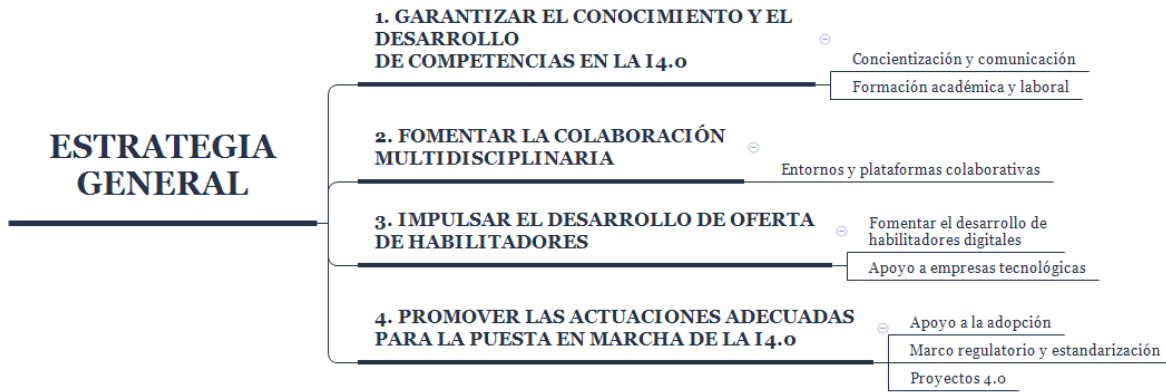 ESTRATEGIA
GENERAL
1. GARANTIZAR EL CONOCIMIENTO Y EL
DESARROLLO
DE COMPETENCIAS EN LA I4.0
Concientización y comunicación
Formación académica y laboral
2. FOMENTAR LA COLABORACIÓN
MULTIDISCIPLINARIA
Entornos y plataformas colaborativas
3. IMPULSAR EL DESARROLLO DE OFERTA
DE HABILITADORES
Fomentar el desarrollo de
habilitadores digitales
Apoyo a empresas tecnológicas
4. PROMOVER LAS ACTUACIONES ADECUADAS
PARA LA PUESTA EN MARCHA DE LA I4.0
Apoyo a la adopción
Marco regulatorio y estandarización
Proyectos 4.0